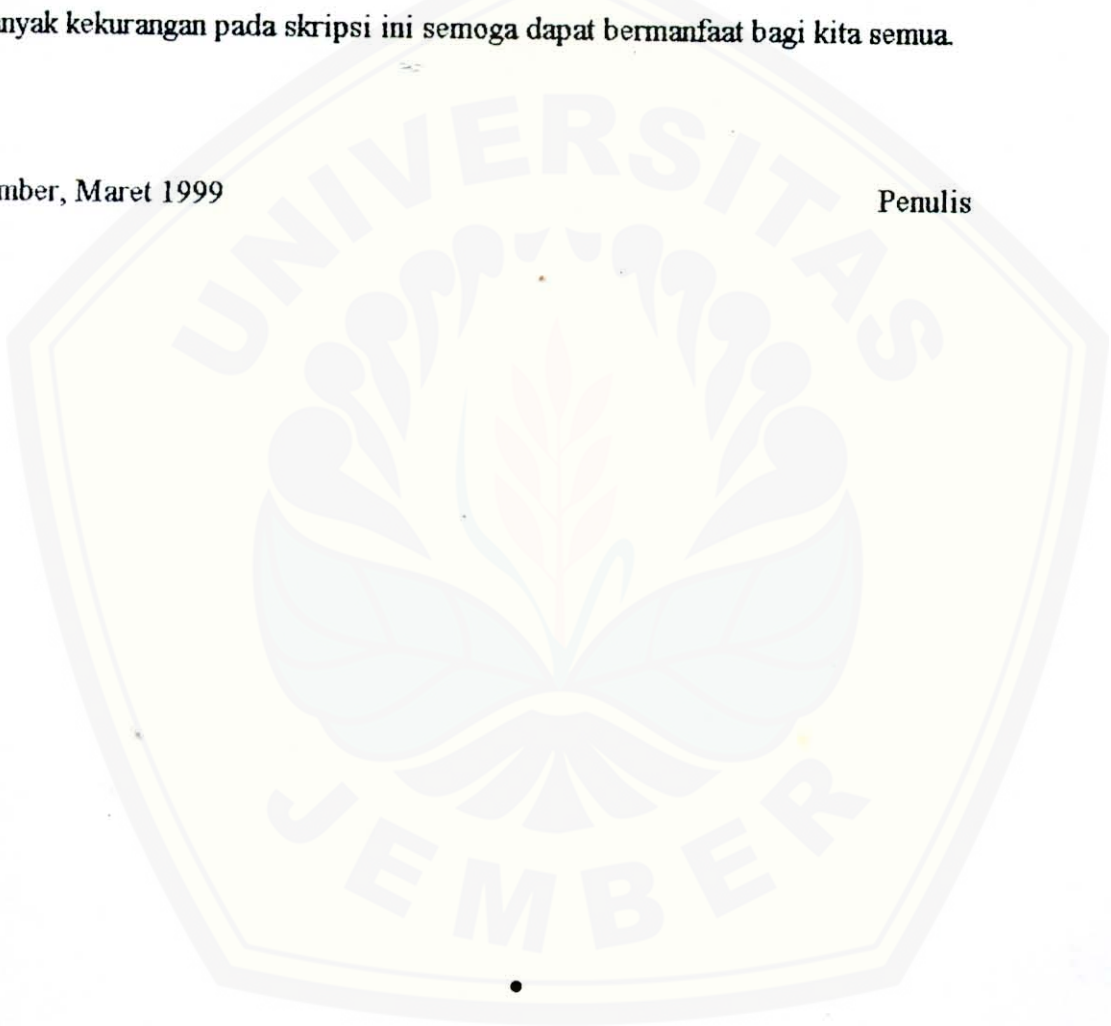 nyak kekurangan pada skripsi ini semoga dapat bermanfaat bagi kita semua.
mber, Maret 1999 Penulis
UNIVERSITAS
JEMBER